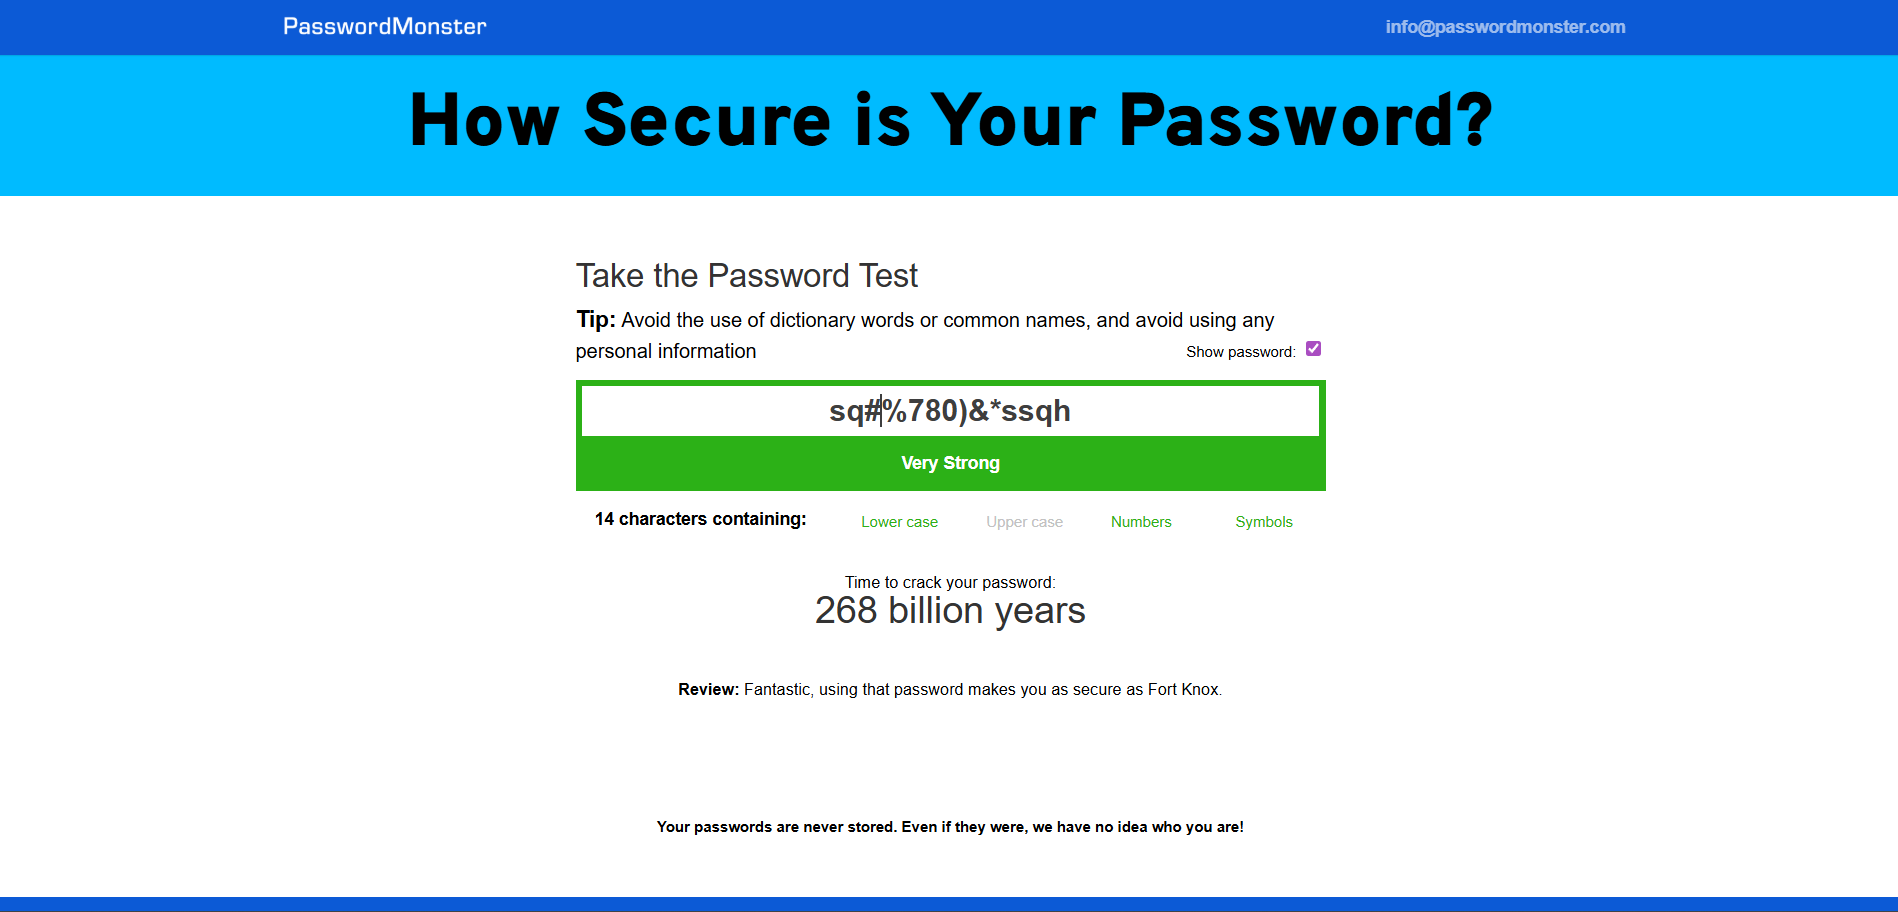 PasswordMonster
info@passwordmonster.com
How Secure is Your Password?
Take the Password Test
Tip: Avoid the use of dictionary words or common names, and avoid using any
personal information
Show password:
sq#%780)&*ssqh
Very Strong
14 characters containing:
Lower case
Upper case
Numbers
Symbols
Time to crack your password:
268 billion years
Review: Fantastic, using that password makes you as secure as Fort Knox.
Your passwords are never stored. Even if they were, we have no idea who you are!